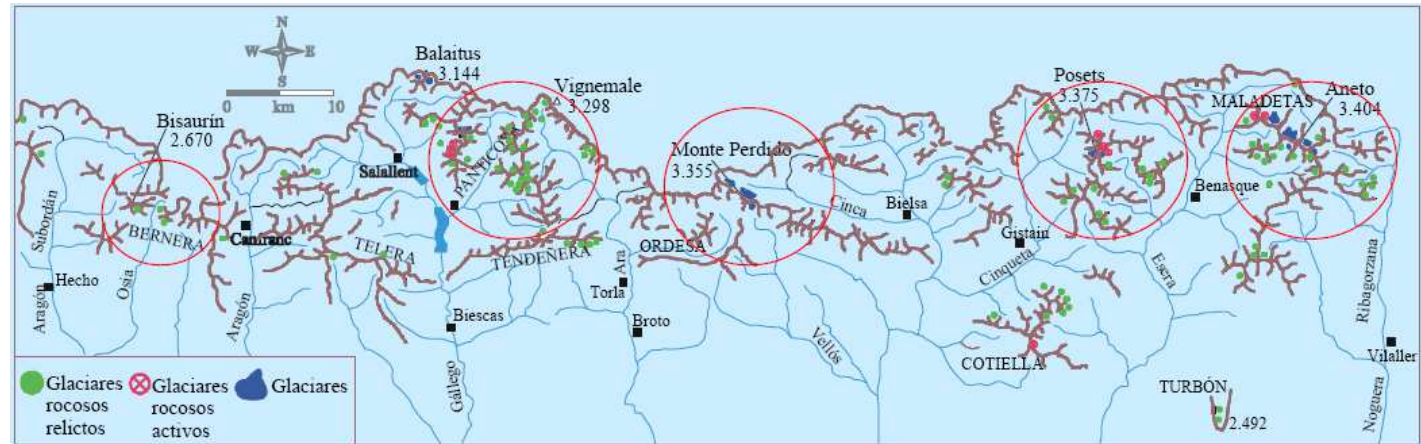 N
W E
S
0 km 10
Balaitus
3.144
Vignemale
3.298
Bisaurín
2.670
Posets
3.375
MALADETAS
Aneto
3.404
Monte Perdido
3.355
Salallent
PANTICOSA
Subordán
BERNERA
Canfranc
TELERA
TENDEÑERA
ORDESA
Cinca
Bielsa
Benasque
Gistaín
Cinqueta
Esera
Ribagorzana
Hecho
Aragón
Osia
Aragón
Ara
Torla
Biescas
Broto
Gállego
Vellós
COTIELLA
TURBÓN
2.492
Vilaller
Noguera
Glaciares
rocosos
relictos
Glaciares
rocosos
activos
Glaciares